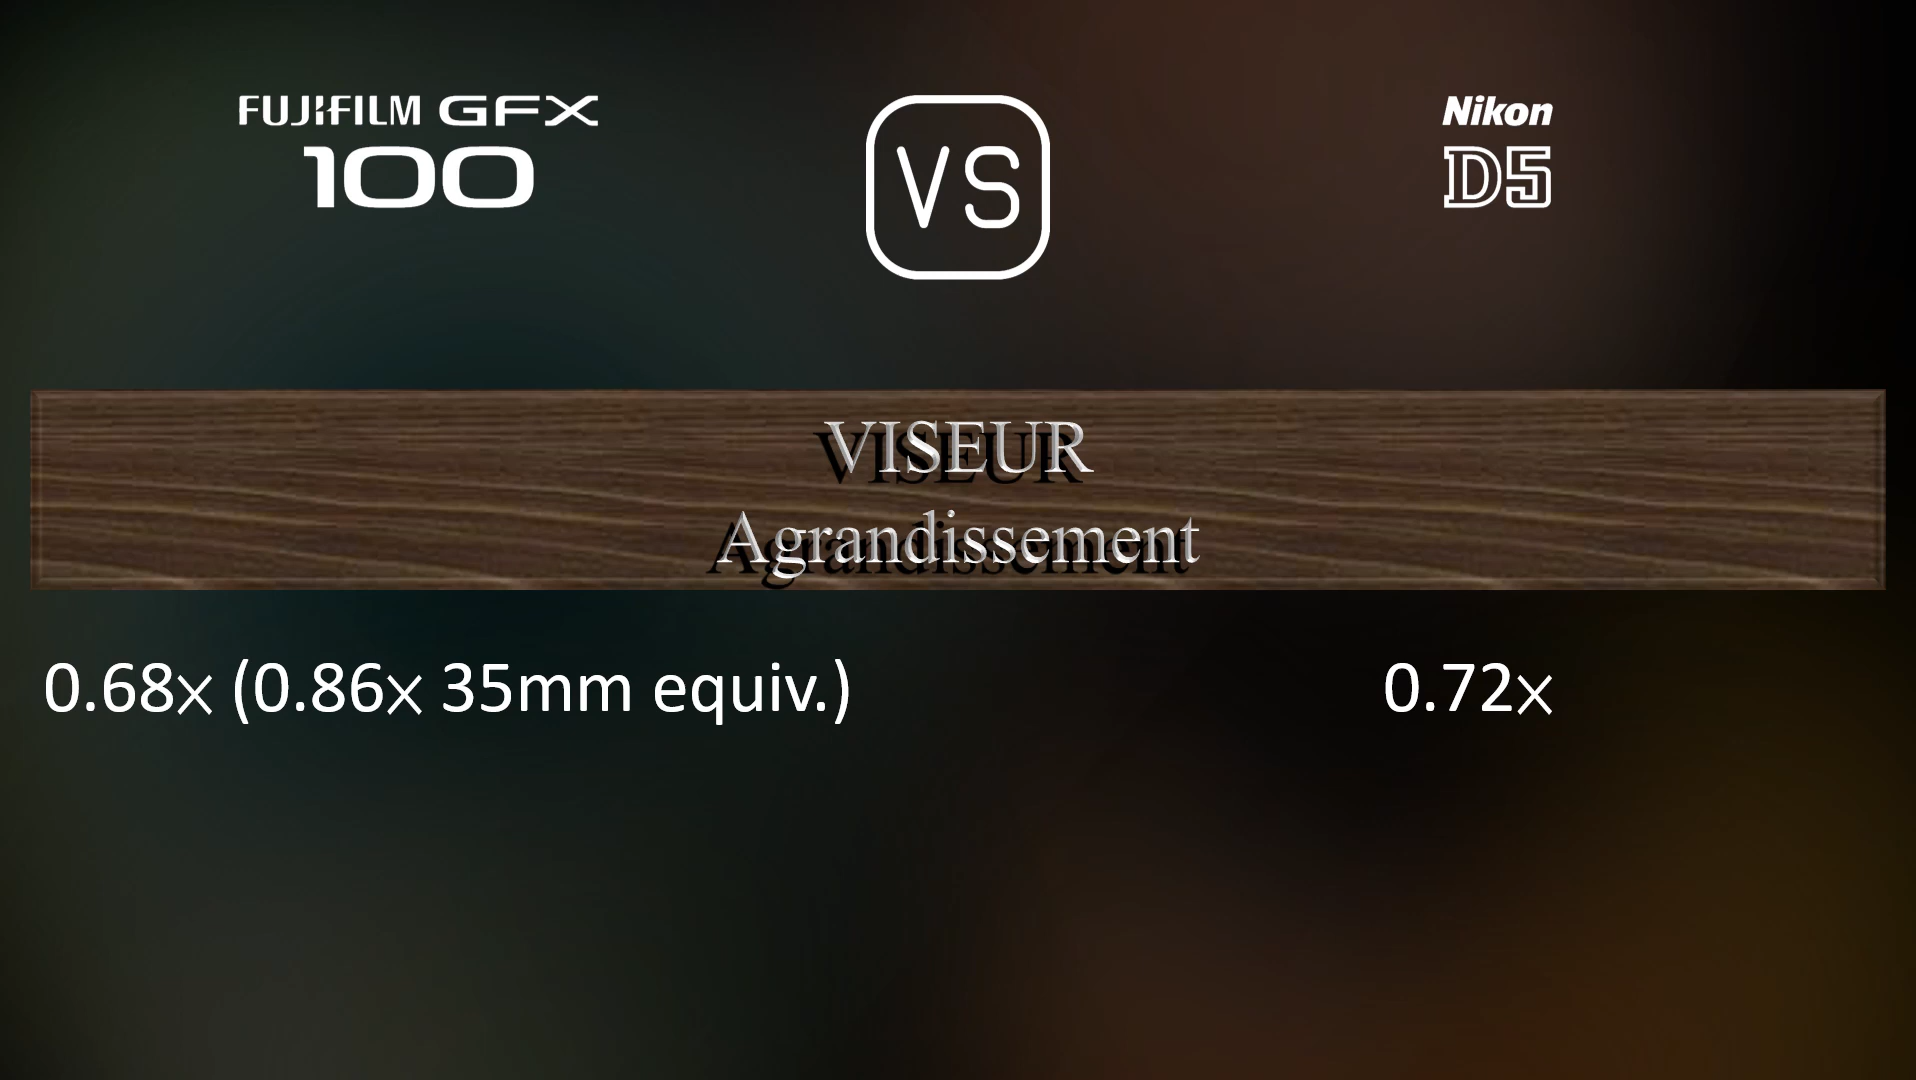 FUJIFILM GFX
100
VS
Nikon
D5
VISEUR
Agrandissement
0.68x (0.86x 35mm equiv.)
0.72x